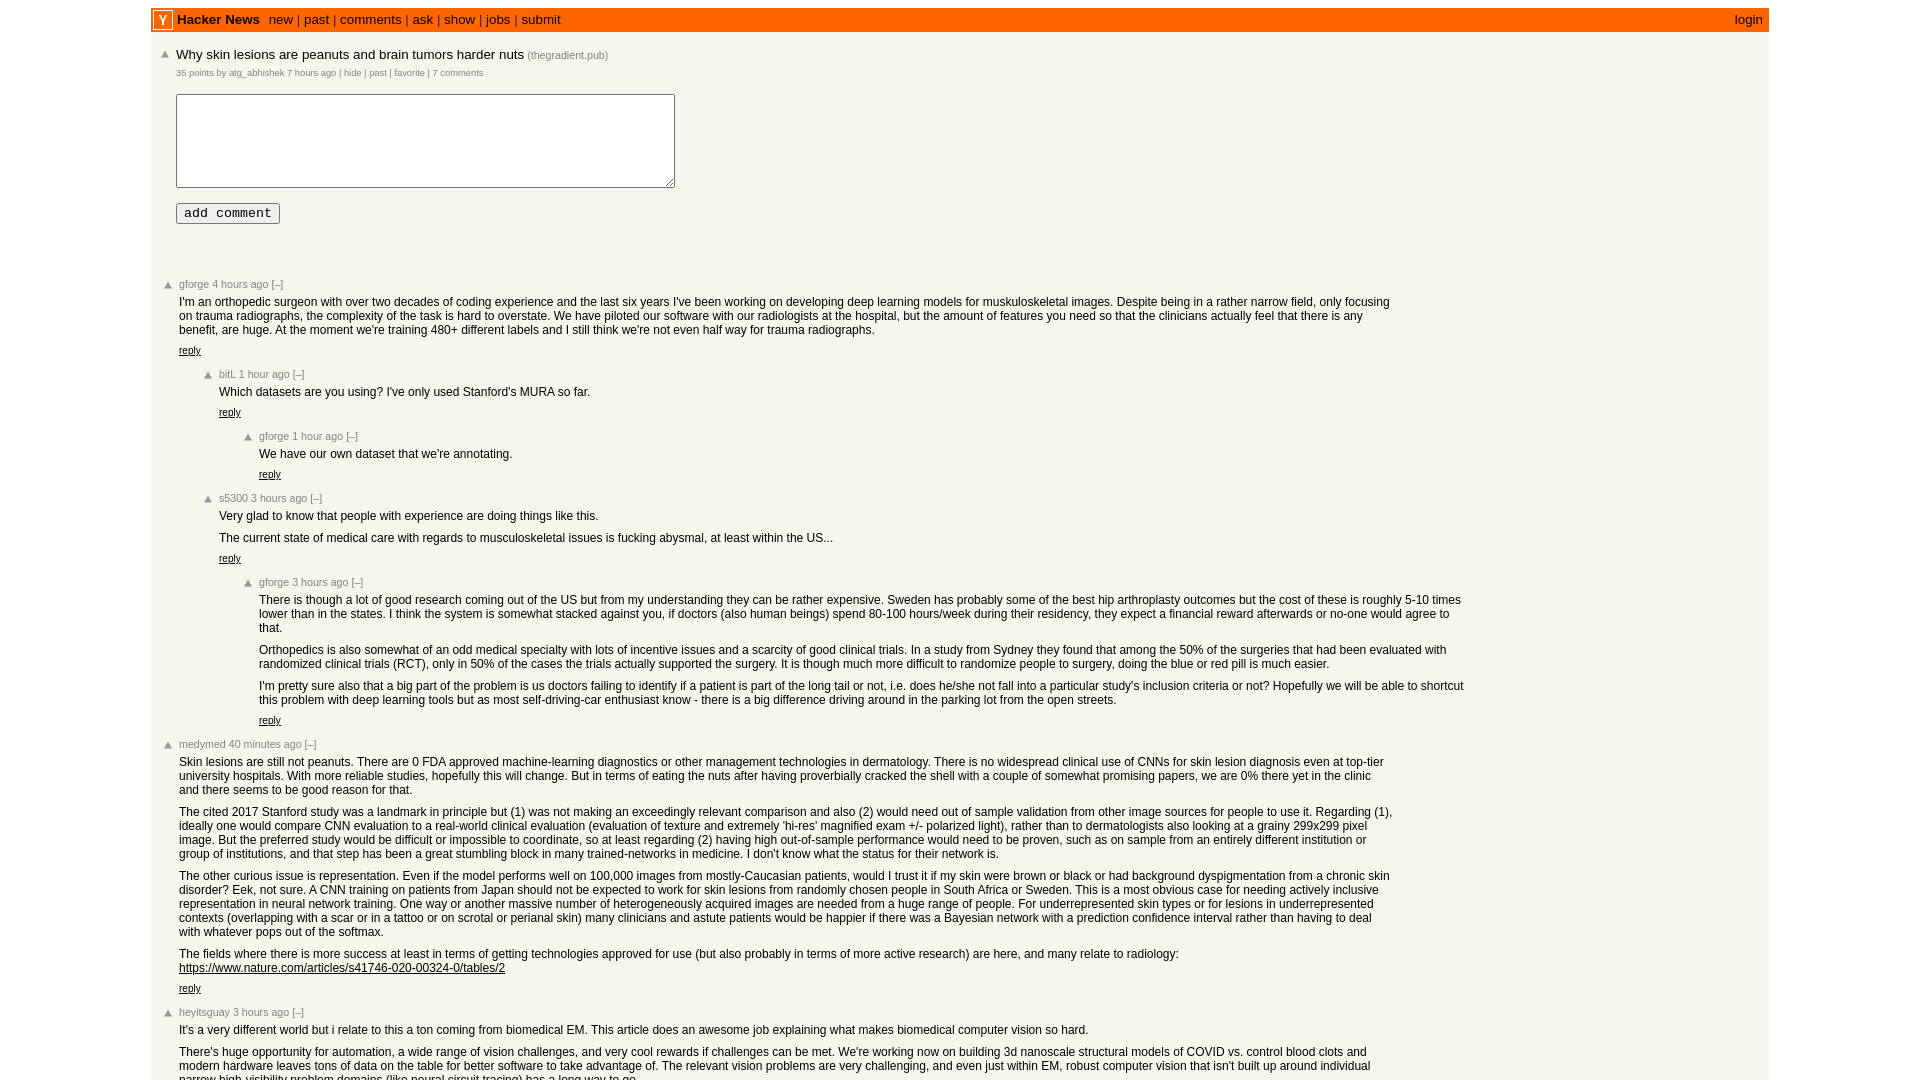 Y Hacker News new | past | comments | ask | show | jobs | submit login
Why skin lesions are peanuts and brain tumors harder nuts (thegradient.pub)
35 points by atg_abhishek 7 hours ago | hide | past | favorite | 7 comments
add comment
gforge 4 hours ago [–]
I'm an orthopedic surgeon with over two decades of coding experience and the last six years I've been working on developing deep learning models for muskuloskeletal images. Despite being in a rather narrow field, only focusing
on trauma radiographs, the complexity of the task is hard to overstate. We have piloted our software with our radiologists at the hospital, but the amount of features you need so that the clinicians actually feel that there is any
benefit, are huge. At the moment we're training 480+ different labels and I still think we're not even half way for trauma radiographs.
reply
bitL 1 hour ago [–]
Which datasets are you using? I've only used Stanford's MURA so far.
reply
gforge 1 hour ago [–]
We have our own dataset that we're annotating.
reply
s5300 3 hours ago [–]
Very glad to know that people with experience are doing things like this.
The current state of medical care with regards to musculoskeletal issues is fucking abysmal, at least within the US...
reply
gforge 3 hours ago [–]
There is though a lot of good research coming out of the US but from my understanding they can be rather expensive. Sweden has probably some of the best hip arthroplasty outcomes but the cost of these is roughly 5-10 times
lower than in the states. I think the system is somewhat stacked against you, if doctors (also human beings) spend 80-100 hours/week during their residency, they expect a financial reward afterwards or no-one would agree to
that.
Orthopedics is also somewhat of an odd medical specialty with lots of incentive issues and a scarcity of good clinical trials. In a study from Sydney they found that among the 50% of the surgeries that had been evaluated with
randomized clinical trials (RCT), only in 50% of the cases the trials actually supported the surgery. It is though much more difficult to randomize people to surgery, doing the blue or red pill is much easier.
I'm pretty sure also that a big part of the problem is us doctors failing to identify if a patient is part of the long tail or not, i.e. does he/she not fall into a particular study's inclusion criteria or not? Hopefully we will be able to shortcut
this problem with deep learning tools but as most self-driving-car enthusiast know - there is a big difference driving around in the parking lot from the open streets.
reply
medymed 40 minutes ago [–]
Skin lesions are still not peanuts. There are 0 FDA approved machine-learning diagnostics or other management technologies in dermatology. There is no widespread clinical use of CNNs for skin lesion diagnosis even at top-tier
university hospitals. With more reliable studies, hopefully this will change. But in terms of eating the nuts after having proverbially cracked the shell with a couple of somewhat promising papers, we are 0% there yet in the clinic
and there seems to be good reason for that.
The cited 2017 Stanford study was a landmark in principle but (1) was not making an exceedingly relevant comparison and also (2) would need out of sample validation from other image sources for people to use it. Regarding (1),
ideally one would compare CNN evaluation to a real-world clinical evaluation (evaluation of texture and extremely 'hi-res' magnified exam +/- polarized light), rather than to dermatologists also looking at a grainy 299x299 pixel
image. But the preferred study would be difficult or impossible to coordinate, so at least regarding (2) having high out-of-sample performance would need to be proven, such as on sample from an entirely different institution or
group of institutions, and that step has been a great stumbling block in many trained-networks in medicine. I don't know what the status for their network is.
The other curious issue is representation. Even if the model performs well on 100,000 images from mostly-Caucasian patients, would I trust it if my skin were brown or black or had background dyspigmentation from a chronic skin
disorder? Eek, not sure. A CNN training on patients from Japan should not be expected to work for skin lesions from randomly chosen people in South Africa or Sweden. This is a most obvious case for needing actively inclusive
representation in neural network training. One way or another massive number of heterogeneously acquired images are needed from a huge range of people. For underrepresented skin types or for lesions in underrepresented
contexts (overlapping with a scar or in a tattoo or on scrotal or perianal skin) many clinicians and astute patients would be happier if there was a Bayesian network with a prediction confidence interval rather than having to deal
with whatever pops out of the softmax.
The fields where there is more success at least in terms of getting technologies approved for use (but also probably in terms of more active research) are here, and many relate to radiology:
https://www.nature.com/articles/s41746-020-00324-0/tables/2
reply
heyitsguay 3 hours ago [–]
It's a very different world but i relate to this a ton coming from biomedical EM. This article does an awesome job explaining what makes biomedical computer vision so hard.
There's huge opportunity for automation, a wide range of vision challenges, and very cool rewards if challenges can be met. We're working now on building 3d nanoscale structural models of COVID vs. control blood clots and
modern hardware leaves tons of data on the table for better software to take advantage of. The relevant vision problems are very challenging, and even just within EM, robust computer vision that isn't built up around individual
narrow high-visibility problem domains (like neural circuit tracing) has a long way to go.